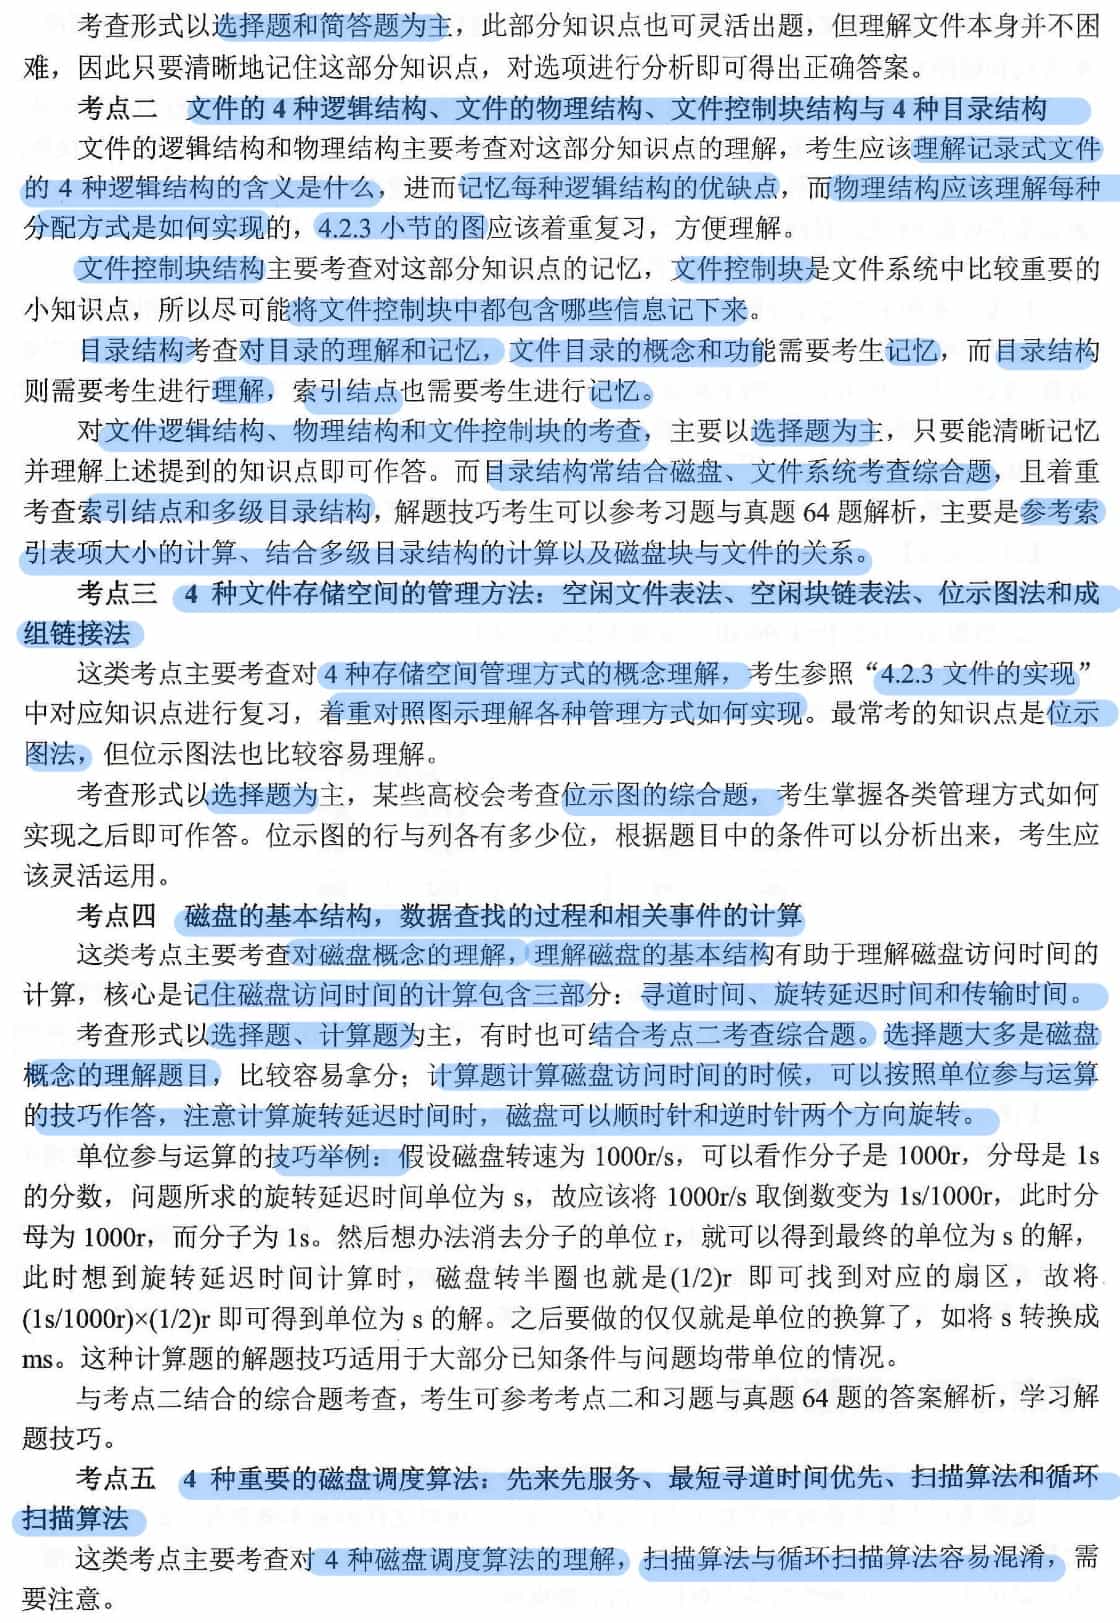 考查形式以选择题和简答题为主，此部分知识点也可灵活出题，但理解文件本身并不困
难，因此只要清晰地记住这部分知识点，对选项进行分析即可得出正确答案。
考点二 文件的 4 种逻辑结构、文件的物理结构、文件控制块结构与 4 种目录结构
文件的逻辑结构和物理结构主要考查对这部分知识点的理解，考生应该理解记录式文件
的 4 种逻辑结构的含义是什么，进而记忆每种逻辑结构的优缺点，而物理结构应该理解每种
分配方式是如何实现的，4.2.3 小节的图应该着重复习，方便理解。
文件控制块结构主要考查对这部分知识点的记忆，文件控制块是文件系统中比较重要的
小知识点，所以尽可能将文件控制块中都包含哪些信息记下来。
目录结构考查对目录的理解和记忆，文件目录的概念和功能需要考生记忆，而目录结构
则需要考生进行理解，索引结点也需要考生进行记忆。
对文件逻辑结构、物理结构和文件控制块的考查，主要以选择题为主，只要能清晰记忆
并理解上述提到的知识点即可作答。而目录结构常结合磁盘、文件系统考查综合题，且着重
考查索引结点和多级目录结构，解题技巧考生可以参考习题与真题 64 题解析，主要是参考索
引表项大小的计算、结合多级目录结构的计算以及磁盘块与文件的关系。
考点三 4 种文件存储空间的管理方法：空闲文件表法、空闲块链表法、位示图法和成
组链接法
这类考点主要考查对 4 种存储空间管理方式的概念理解，考生参照“4.2.3 文件的实现”
中对应知识点进行复习，着重对照图示理解各种管理方式如何实现。最常考的知识点是位示
图法，但位示图法也比较容易理解。
考查形式以选择题为主，某些高校会考查位示图的综合题，考生掌握各类管理方式如何
实现之后即可作答。位示图的行与列各有多少位，根据题目中的条件可以分析出来，考生应
该灵活运用。
考点四 磁盘的基本结构，数据查找的过程和相关事件的计算
这类考点主要考查对磁盘概念的理解，理解磁盘的基本结构有助于理解磁盘访问时间的
计算，核心是记住磁盘访问时间的计算包含三部分：寻道时间、旋转延迟时间和传输时间。
考查形式以选择题、计算题为主，有时也可结合考点二考查综合题。选择题大多是磁盘
概念的理解题目，比较容易拿分；计算题计算磁盘访问时间的时候，可以按照单位参与运算
的技巧作答，注意计算旋转延迟时间时，磁盘可以顺时针和逆时针两个方向旋转。
单位参与运算的技巧举例：假设磁盘转速为 1000r/s，可以看作分子是 1000r，分母是 1s
的分数，问题所求的旋转延迟时间单位为 s，故应该将 1000r/s 取倒数变为 1s/1000r，此时分
母为 1000r，而分子为 1s。然后想办法消去分子的单位 r，就可以得到最终的单位为 s 的解，
此时想到旋转延迟时间计算时，磁盘转半圈也就是(1/2)r 即可找到对应的扇区，故将
(1s/1000r)×(1/2)r 即可得到单位为 s 的解。之后要做的仅仅就是单位的换算了，如将 s 转换成
ms。这种计算题的解题技巧适用于大部分已知条件与问题均带单位的情况。
与考点二结合的综合题考查，考生可参考考点二和习题与真题 64 题的答案解析，学习解
题技巧。
考点五 4 种重要的磁盘调度算法：先来先服务、最短寻道时间优先、扫描算法和循环
扫描算法
这类考点主要考查对 4 种磁盘调度算法的理解，扫描算法与循环扫描算法容易混淆，需
要注意。